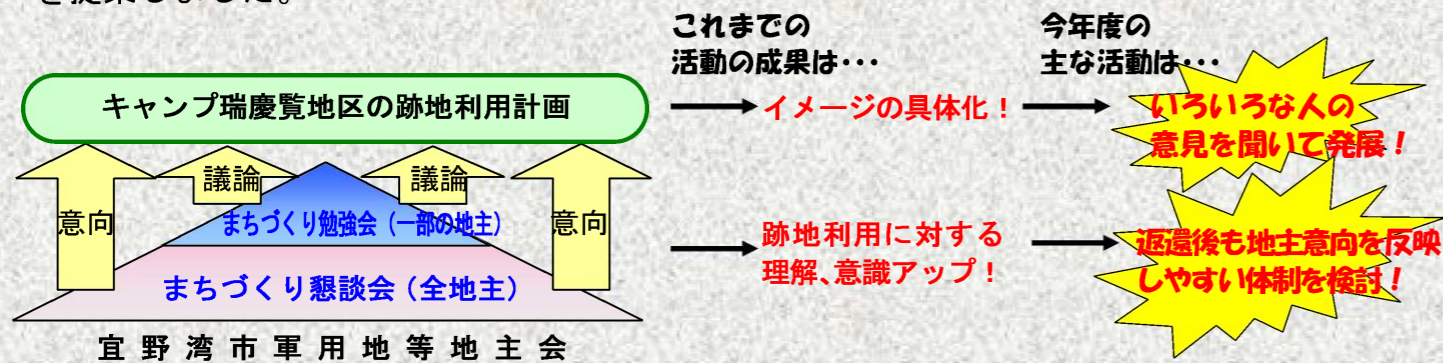 を提案しました。
これまでの
活動の成果は・・・
今年度の
主な活動は・・・
キャンプ瑞慶覧地区の跡地利用計画
イメージの具体化！
いろいろな人の
意見を聞いて発展！
議論
議論
意向
まちづくり勉強会（一部の地主）
意向
跡地利用に対する
理解、意識アップ！
返還後も地主意向を反映
しやすい体制を検討！
まちづくり懇談会（全地主）
宜野湾市軍用地等地主会